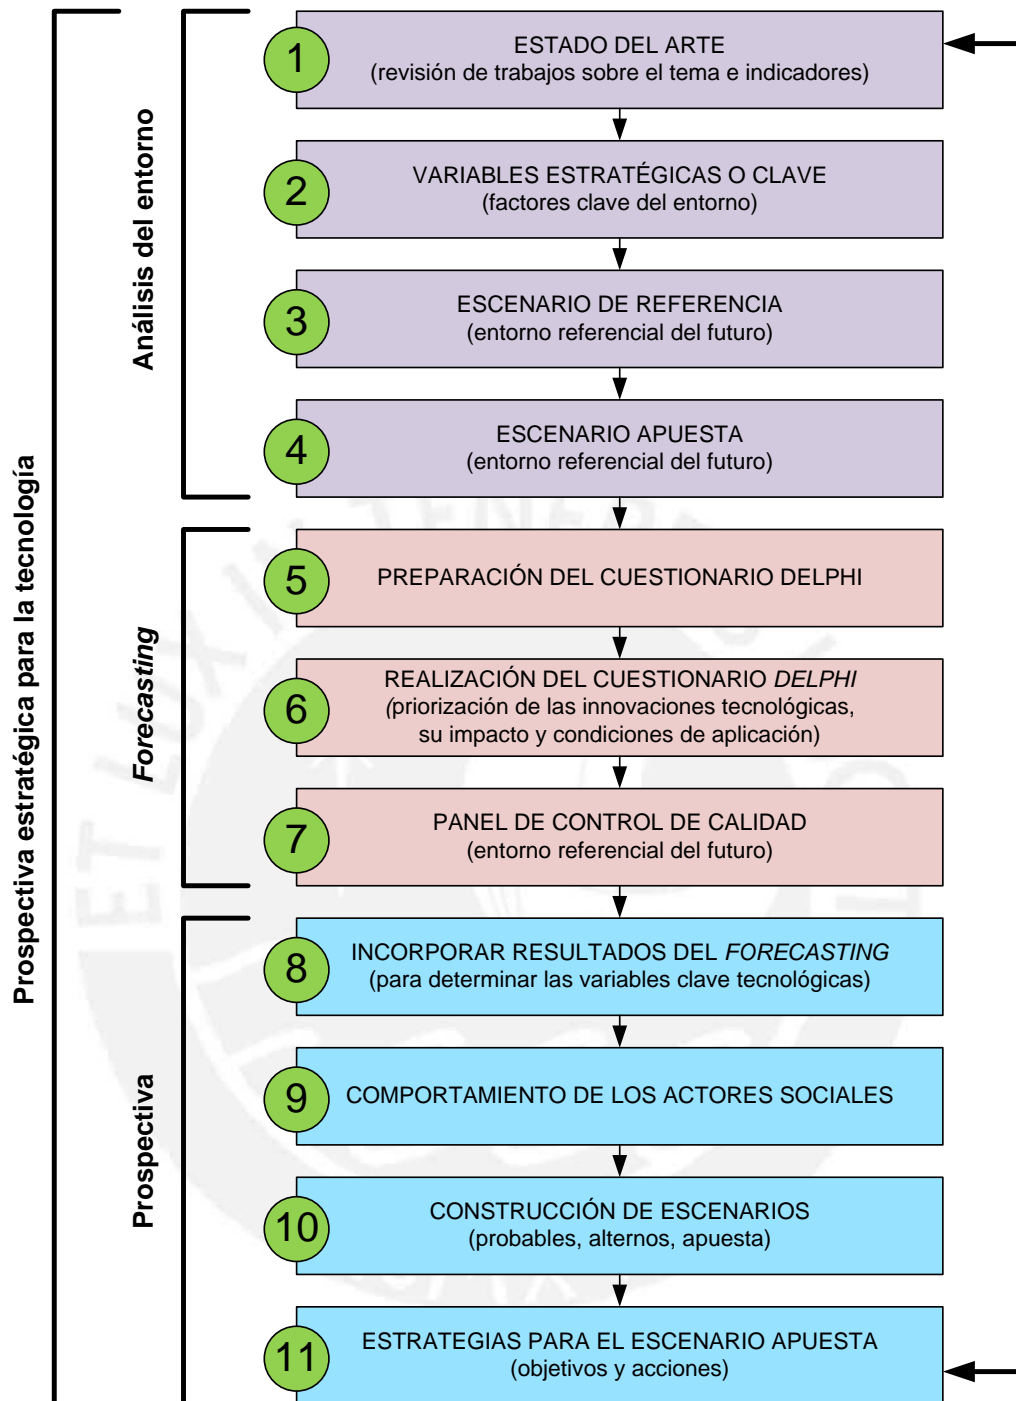 Prospectiva estratégica para la tecnología
Análisis del entorno
1
ESTADO DEL ARTE
(revisión de trabajos sobre el tema e indicadores)
2
VARIABLES ESTRATÉGICAS O CLAVE
(factores clave del entorno)
3
ESCENARIO DE REFERENCIA
(entorno referencial del futuro)
4
ESCENARIO APUESTA
(entorno referencial del futuro)
Forecasting
5
PREPARACIÓN DEL CUESTIONARIO DELPHI
6
REALIZACIÓN DEL CUESTIONARIO DELPHI
(priorización de las innovaciones tecnológicas,
su impacto y condiciones de aplicación)
7
PANEL DE CONTROL DE CALIDAD
(entorno referencial del futuro)
Prospectiva
8
INCORPORAR RESULTADOS DEL FORECASTING
(para determinar las variables clave tecnológicas)
9
COMPORTAMIENTO DE LOS ACTORES SOCIALES
10
CONSTRUCCIÓN DE ESCENARIOS
(probables, alternos, apuesta)
11
ESTRATEGIAS PARA EL ESCENARIO APUESTA
(objetivos y acciones)
ET LUX IN